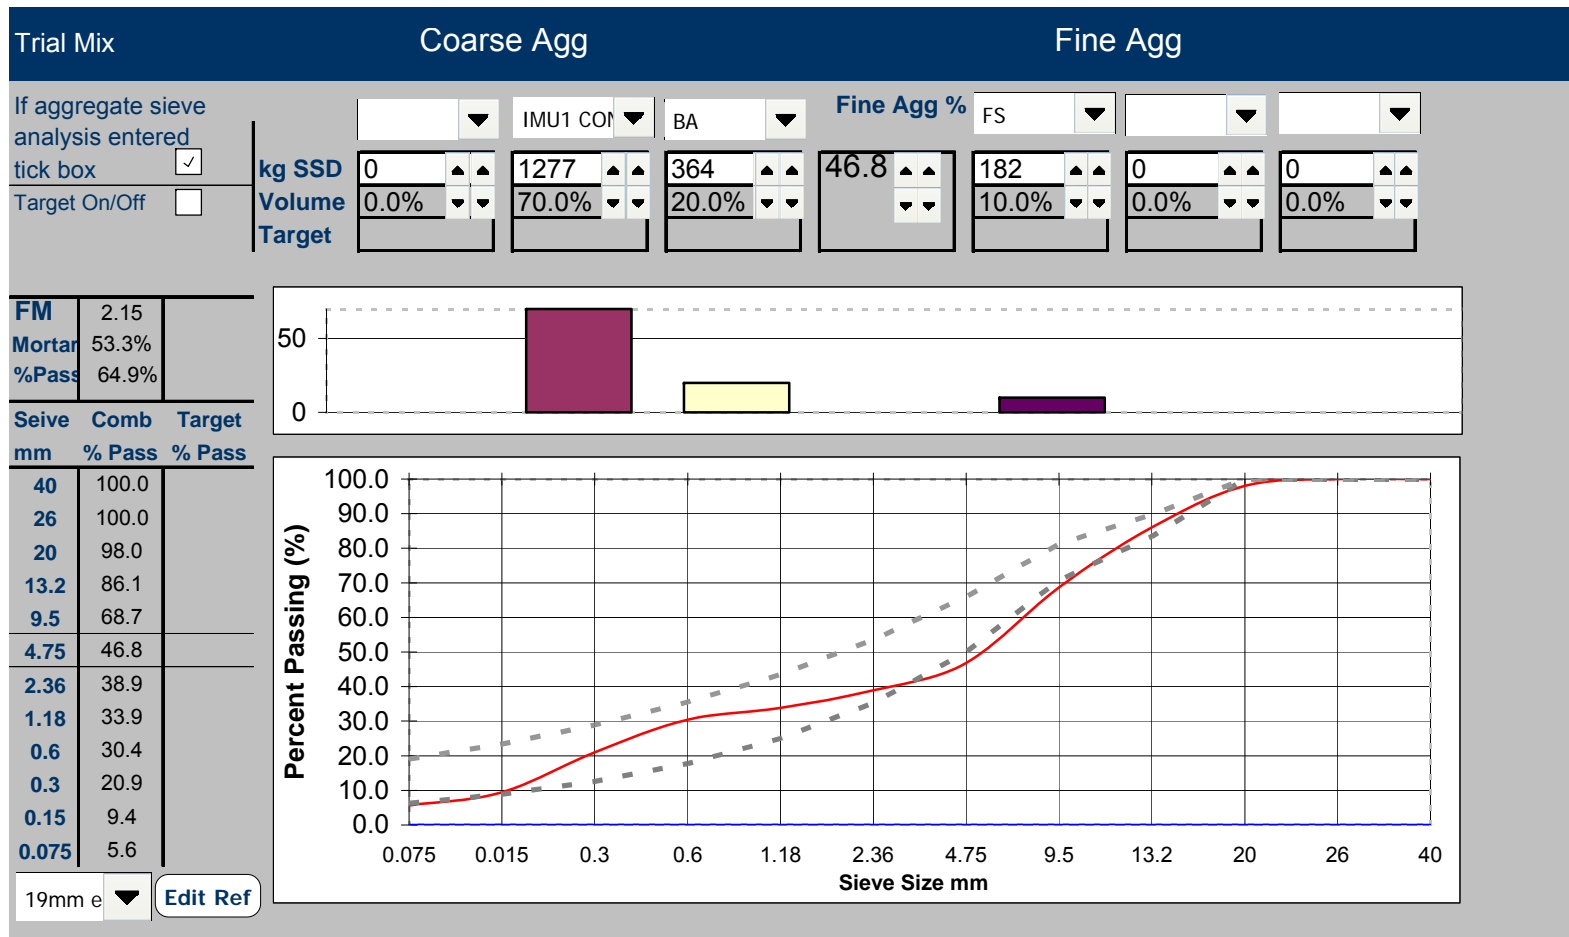 Trial Mix Coarse Agg Fine Agg
If aggregate sieve
analysis entered
tick box
Target On/Off
IMU1 CON BA Fine Agg % FS
kg SSD 0 1277 364 46.8 182 0 0
Volume 0.0% 70.0% 20.0% 10.0% 0.0% 0.0%
Target
FM 2.15
Mortar 53.3%
%Pass 64.9%
Seive Comb Target
mm % Pass % Pass
40 100.0
26 100.0
20 98.0
13.2 86.1
9.5 68.7
4.75 46.8
2.36 38.9
1.18 33.9
0.6 30.4
0.3 20.9
0.15 9.4
0.075 5.6
19mm e Edit Ref
50
0
Percent Passing (%)
100.0
90.0
80.0
70.0
60.0
50.0
40.0
30.0
20.0
10.0
0.0
0.075 0.015 0.3 0.6 1.18 2.36 4.75 9.5 13.2 20 26 40
Sieve Size mm